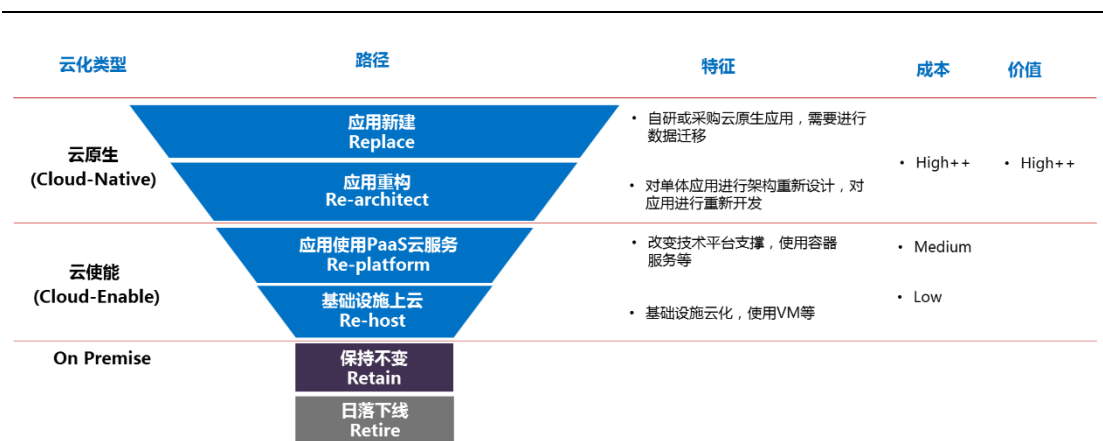 云化类型
路径
特征
成本
价值
云原生
(Cloud-Native)
应用新建
Replace
• 自研或采购云原生应用，需要进行
数据迁移
应用重构
Re-architect
• 对单体应用进行架构重新设计，对
应用进行重新开发
• High++
• High++
云使能
(Cloud-Enable)
应用使用PaaS云服务
Re-platform
• 改变技术平台支撑，使用容器
服务等
• Medium
基础设施上云
Re-host
• 基础设施云化，使用VM等
• Low
On Premise
保持不变
Retain
日落下线
Retire